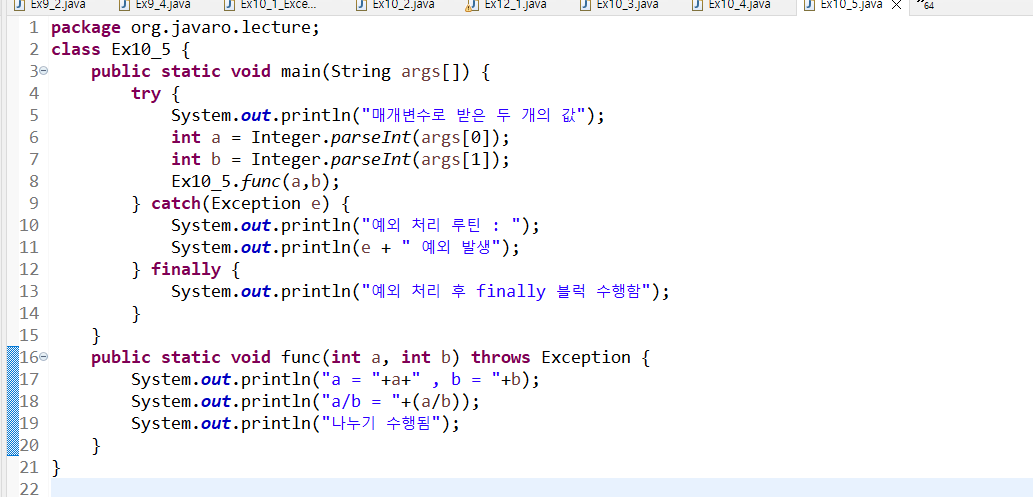 Ex9_2.java Ex9_4.java Ex10_1_Exce... Ex10_2.java Ex12_1.java Ex10_3.java Ex10_4.java Ex10_5.java 64
1 package org.javaro.lecture;
2 class Ex10_5 {
3 public static void main(String args[]) {
4 try {
5 System.out.println("매개변수로 받은 두 개의 값");
6 int a = Integer.parseInt(args[0]);
7 int b = Integer.parseInt(args[1]);
8 Ex10_5.func(a,b);
9 } catch(Exception e) {
10 System.out.println("예외 처리 루틴 : ");
11 System.out.println(e + " 예외 발생");
12 } finally {
13 System.out.println("예외 처리 후 finally 블럭 수행함");
14 }
15 }
16 public static void func(int a, int b) throws Exception {
17 System.out.println("a = "+a+" , b = "+b);
18 System.out.println("a/b = "+(a/b));
19 System.out.println("나누기 수행됨");
20 }
21 }
22